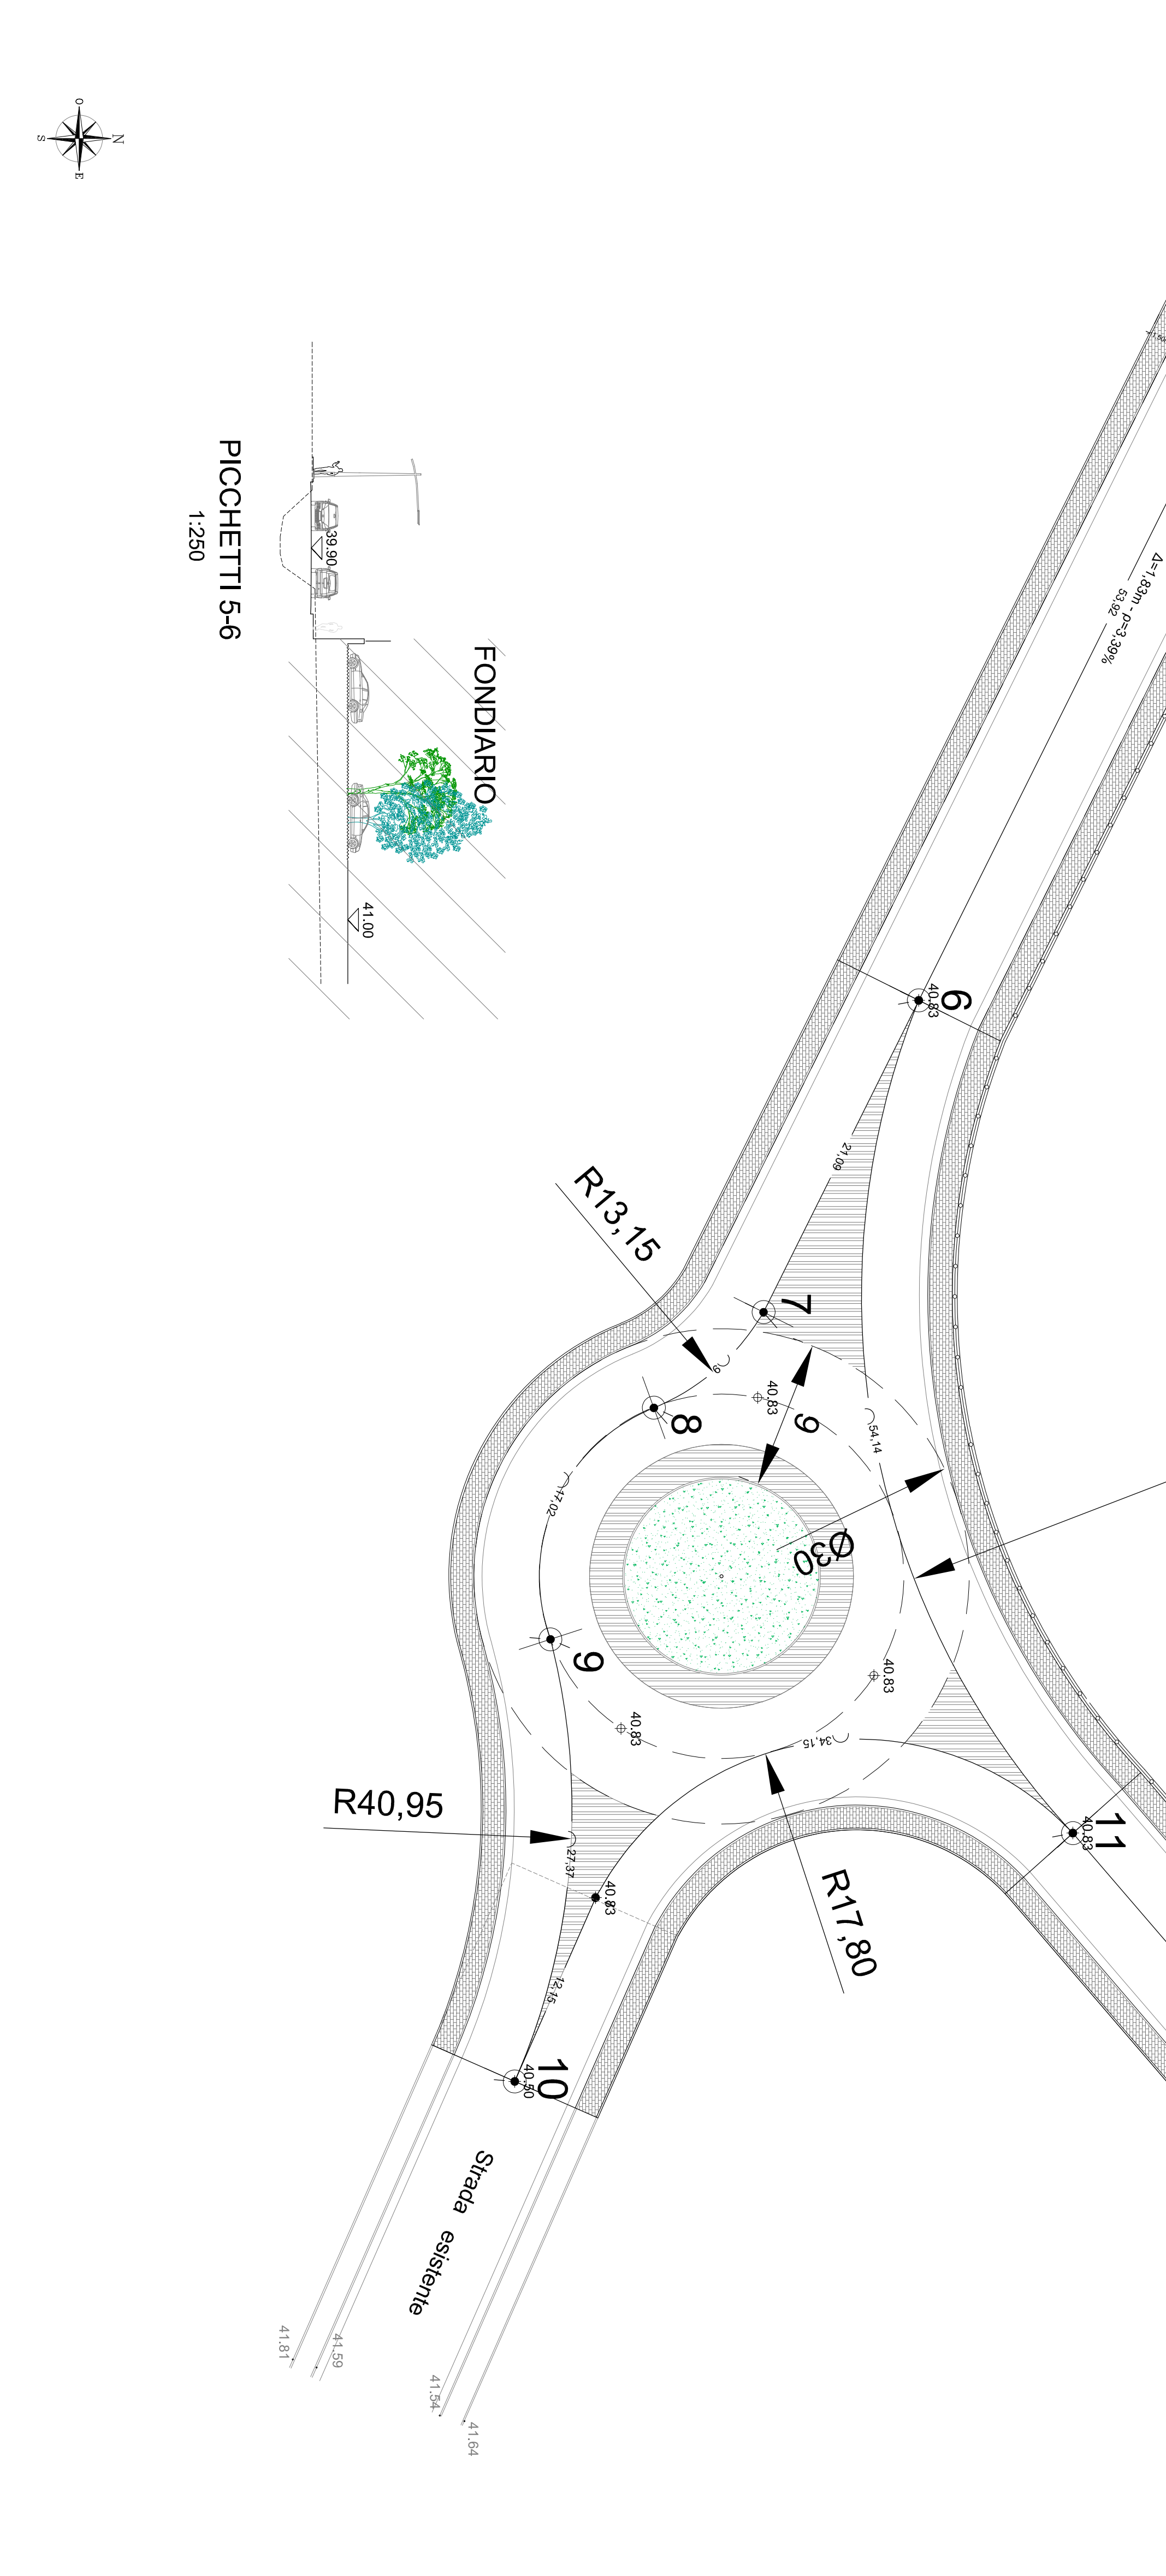 O
N
S
E
PICCHETTI 5-6
1:250
39.90
FONDIARIO
41.00
Δ=1,83m - p=3,39%
53,92
6
40.83
21,09
R13,15
7
9
40.83
9
8
54,14
17,02
Ø30
9
40.83
40.83
34,15
R40,95
27,37
40.83
R17,80
11
40.83
12,15
10
40.50
Strada esistente
41.81
41.59
41.54
41.64